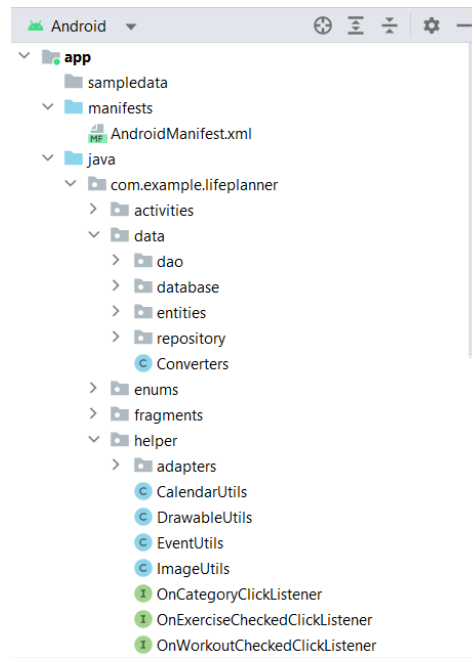 Android
app
sampledata
manifests
MF AndroidManifest.xml
java
com.example.lifeplanner
activities
data
dao
database
entities
repository
C Converters
enums
fragments
helper
adapters
C CalendarUtils
C DrawableUtils
C EventUtils
C ImageUtils
I OnCategoryClickListener
I OnExerciseCheckedClickListener
I OnWorkoutCheckedClickListener